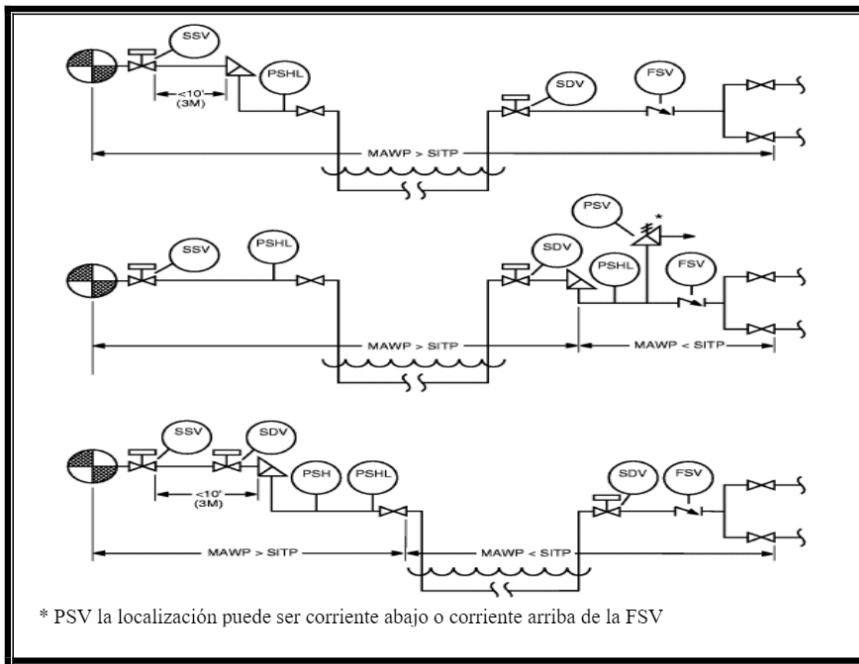 SSV
PSHL
<10'
(3M)
SDV
FSV
MAWP > SITP
PSV
*
SSV
PSHL
SDV
PSHL
FSV
MAWP > SITP
MAWP < SITP
SSV
SDV
PSH
PSHL
<10'
(3M)
SDV
FSV
MAWP > SITP
MAWP < SITP
* PSV la localización puede ser corriente abajo o corriente arriba de la FSV